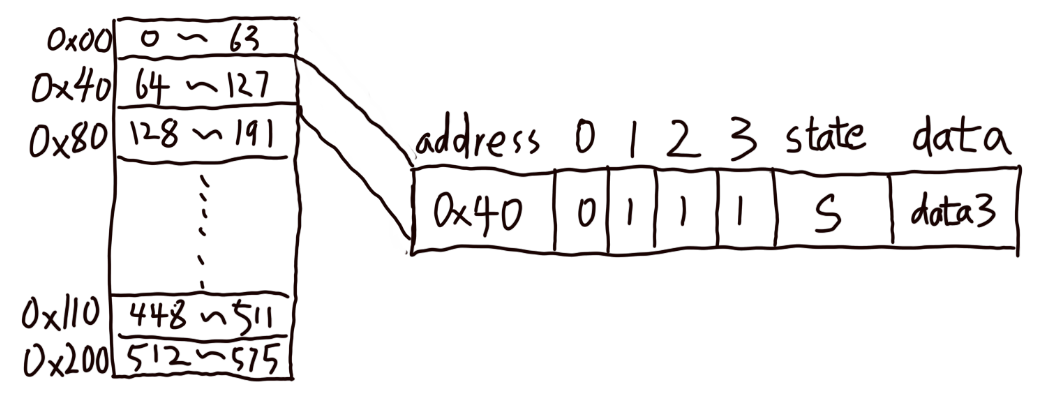 0x00 0 ~ 63
0x40 64 ~ 127
0x80 128 ~ 191
address 0 1 2 3 state data
0x40 0 1 1 1 S data3
0x110 448 ~ 511
0x200 512 ~ 575